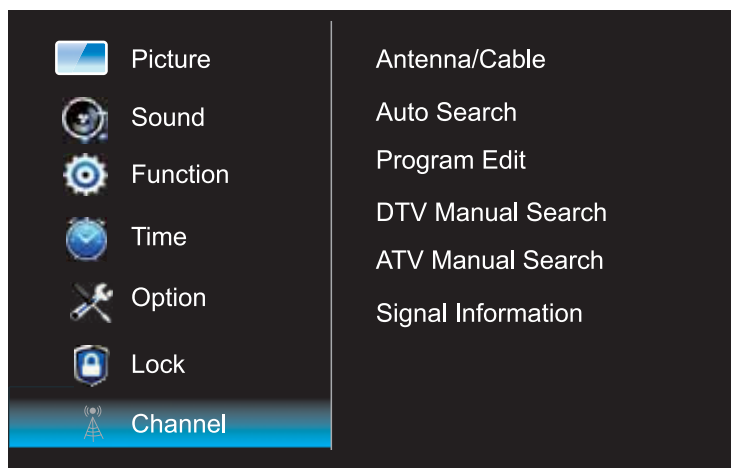 Picture
Sound
Function
Time
Option
Lock
Channel
Antenna/Cable
Auto Search
Program Edit
DTV Manual Search
ATV Manual Search
Signal Information